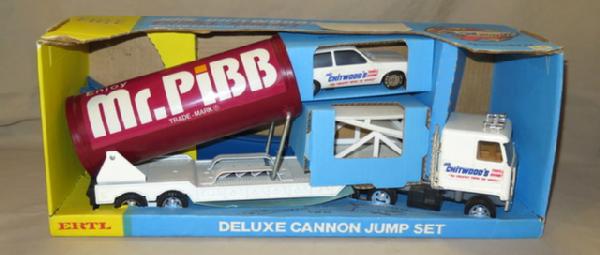 Enjoy
Mr. PiBB
TRADE-MARK ®
CHITWOOD'S
CHITWOOD'S
ERTL
DELUXE CANNON JUMP SET